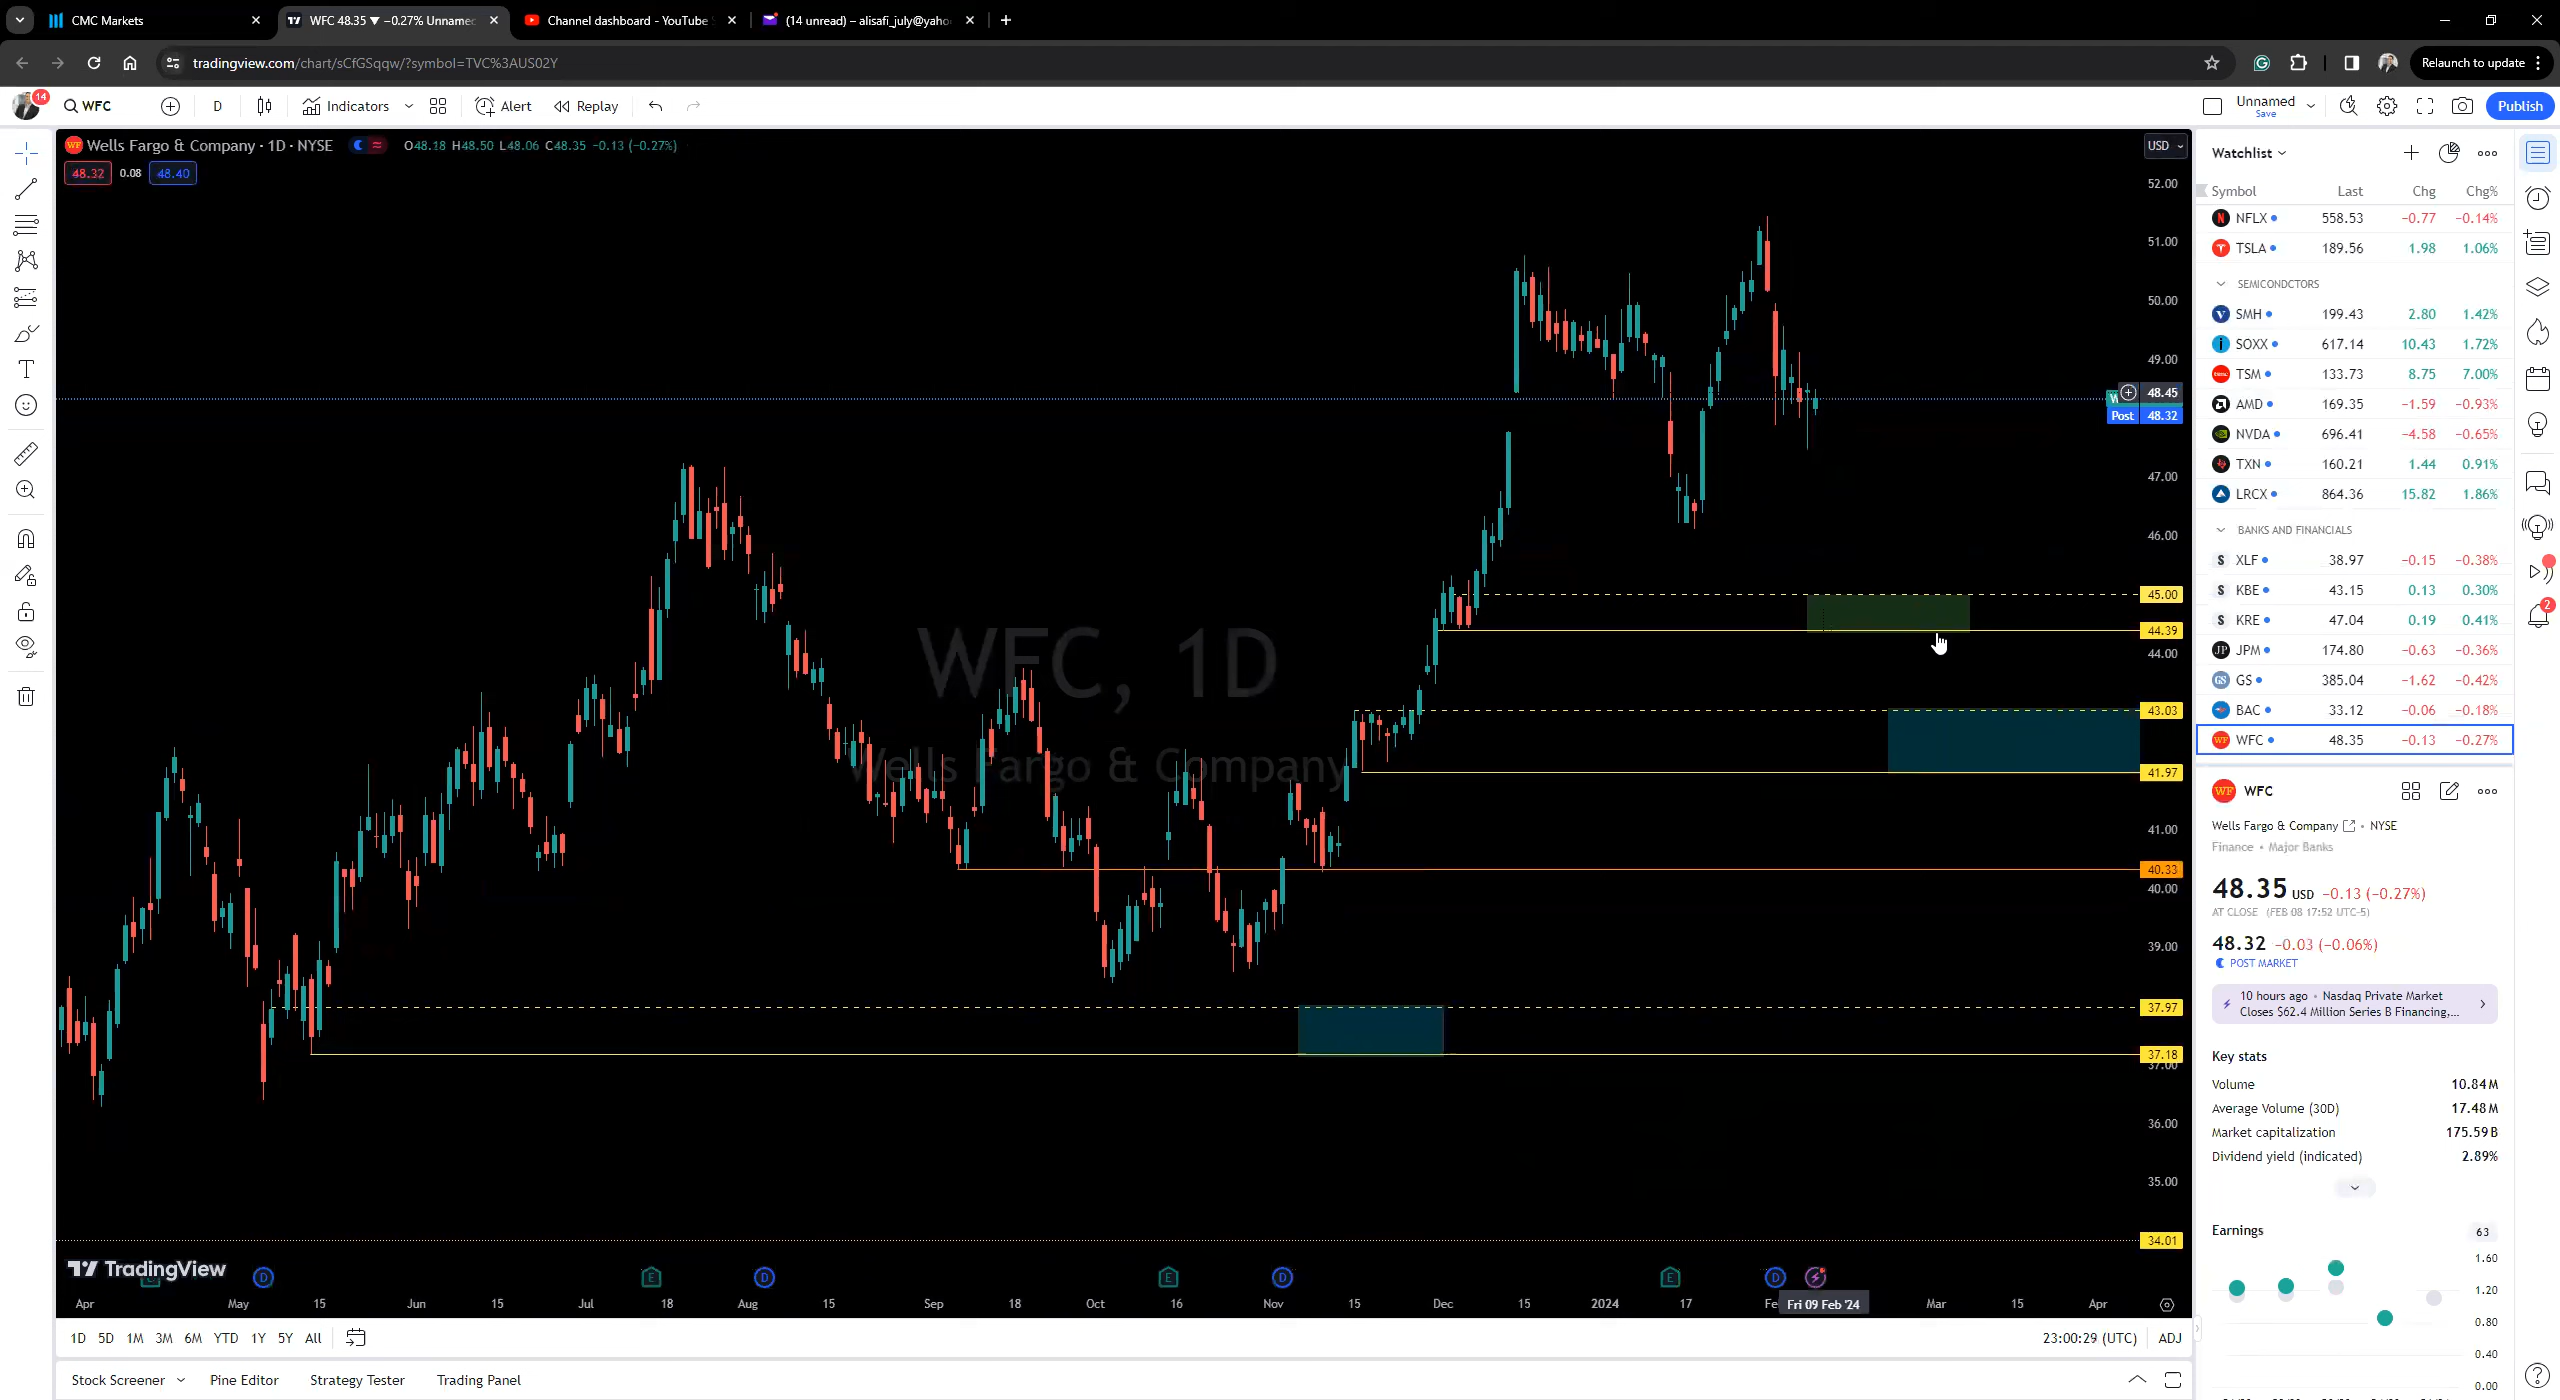 CMC Markets
WFC 48.35 ▼ −0.27% Unname
Channel dashboard - YouTube
(14 unread) – alisafi_july@yaho
tradingview.com/chart/sCfGSqqw/?symbol=TVC%3AUS02Y
Relaunch to update
14
WFC
D
Indicators
Alert
Replay
Unnamed
Save
Publish
Wells Fargo & Company · 1D · NYSE
O48.18 H48.50 L48.06 C48.35 −0.13 (−0.27%)
48.32
0.08
48.40
USD
52.00
51.00
50.00
49.00
48.45
Post 48.32
47.00
46.00
45.00
44.39
44.00
43.03
41.97
41.00
40.33
40.00
39.00
37.97
37.18
37.00
36.00
35.00
34.01
WFC, 1D
Wells Fargo & Company
TradingView
E
D
E
D
E
D
E
D
Apr
May
15
Jun
15
Jul
18
Aug
15
Sep
18
Oct
16
Nov
15
Dec
15
2024
17
Fe
Fri 09 Feb '24
Mar
15
Apr
1D 5D 1M 3M 6M YTD 1Y 5Y All
23:00:29 (UTC)
ADJ
Stock Screener
Pine Editor
Strategy Tester
Trading Panel
Watchlist
Symbol Last Chg Chg%
NFLX 558.53 −0.77 −0.14%
TSLA 189.56 1.98 1.06%
SEMICONDCTORS
SMH 199.43 2.80 1.42%
SOXX 617.14 10.43 1.72%
TSM 133.73 8.75 7.00%
AMD 169.35 −1.59 −0.93%
NVDA 696.41 −4.58 −0.65%
TXN 160.21 1.44 0.91%
LRCX 864.36 15.82 1.86%
BANKS AND FINANCIALS
S XLF 38.97 −0.15 −0.38%
S KBE 43.15 0.13 0.30%
S KRE 47.04 0.19 0.41%
JP JPM 174.80 −0.63 −0.36%
GS GS 385.04 −1.62 −0.42%
BAC 33.12 −0.06 −0.18%
WF WFC 48.35 −0.13 −0.27%
WF WFC
Wells Fargo & Company • NYSE
Finance • Major Banks
48.35 USD −0.13 (−0.27%)
AT CLOSE (FEB 08 17:52 UTC-5)
48.32 −0.03 (−0.06%)
POST MARKET
10 hours ago • Nasdaq Private Market
Closes $62.4 Million Series B Financing,...
Key stats
Volume 10.84M
Average Volume (30D) 17.48M
Market capitalization 175.59B
Dividend yield (indicated) 2.89%
Earnings 63
1.60
1.20
0.80
0.40
0.00
2